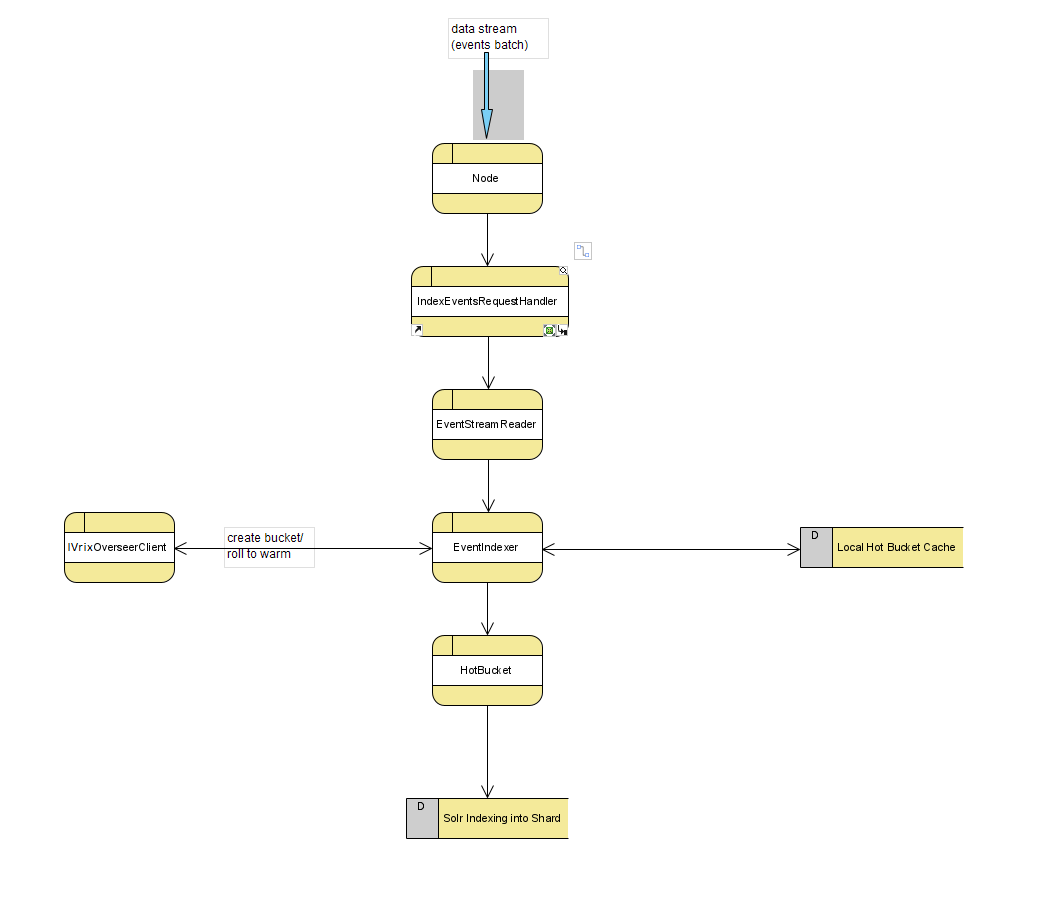 data stream
(events batch)
Node
IndexEventsRequestHandler
EventStreamReader
IVrixOverseerClient
create bucket/
roll to warm
EventIndexer
D
Local Hot Bucket Cache
HotBucket
D
Solr Indexing into Shard